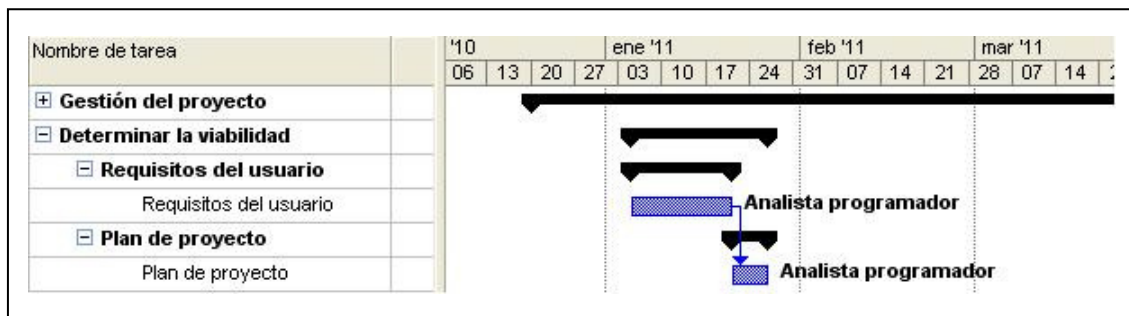 Nombre de tarea '10 ene '11 feb '11 mar '11
06 13 20 27 03 10 17 24 31 07 14 21 28 07 14
Gestión del proyecto
Determinar la viabilidad
Requisitos del usuario
Requisitos del usuario Analista programador
Plan de proyecto
Plan de proyecto Analista programador